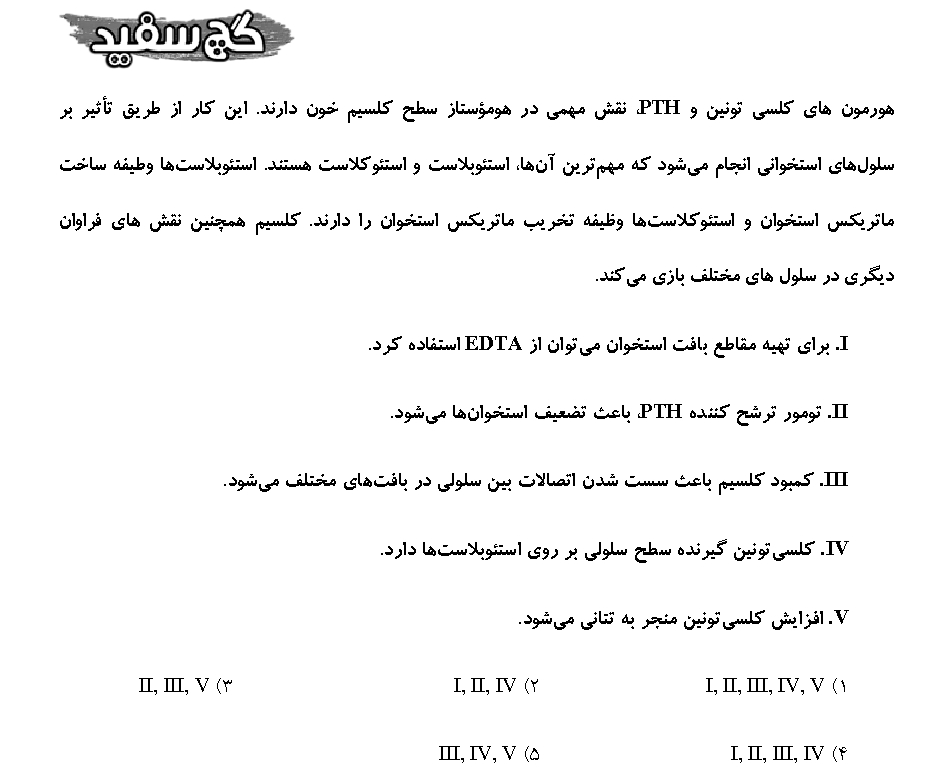 گچ سفید
هورمون های کلسی تونین و PTH، نقش مهمی در هومؤستاز سطح کلسیم خون دارند. این کار از طریق تأثیر بر
سلول‌های استخوانی انجام می‌شود که مهم‌ترین آن‌ها، استئوبلاست و استئوکلاست هستند. استئوبلاست‌ها وظیفه ساخت
ماتریکس استخوان و استئوکلاست‌ها وظیفه تخریب ماتریکس استخوان را دارند. کلسیم همچنین نقش های فراوان
دیگری در سلول های مختلف بازی می‌کند.
I. برای تهیه مقاطع بافت استخوان می‌توان از EDTA استفاده کرد.
II. تومور ترشح کننده PTH، باعث تضعیف استخوان‌ها می‌شود.
III. کمبود کلسیم باعث سست شدن اتصالات بین سلولی در بافت‌های مختلف می‌شود.
IV. کلسی‌تونین گیرنده سطح سلولی بر روی استئوبلاست‌ها دارد.
V. افزایش کلسی‌تونین منجر به تتانی می‌شود.
۱) I, II, III, IV, V ۲) I, II, IV ۳) II, III, V
۴) I, II, III, IV ۵) III, IV, V